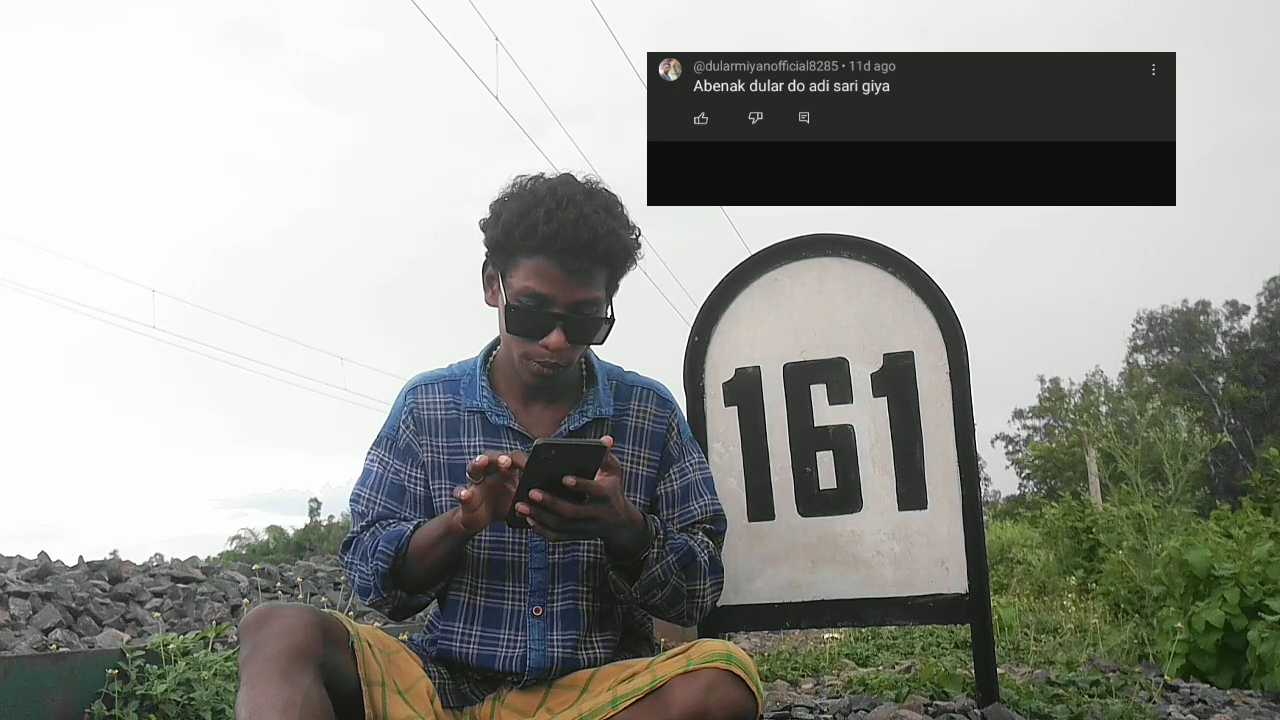 @dularmiyanofficial8285 • 11d ago
Abenak dular do adi sari giya
161